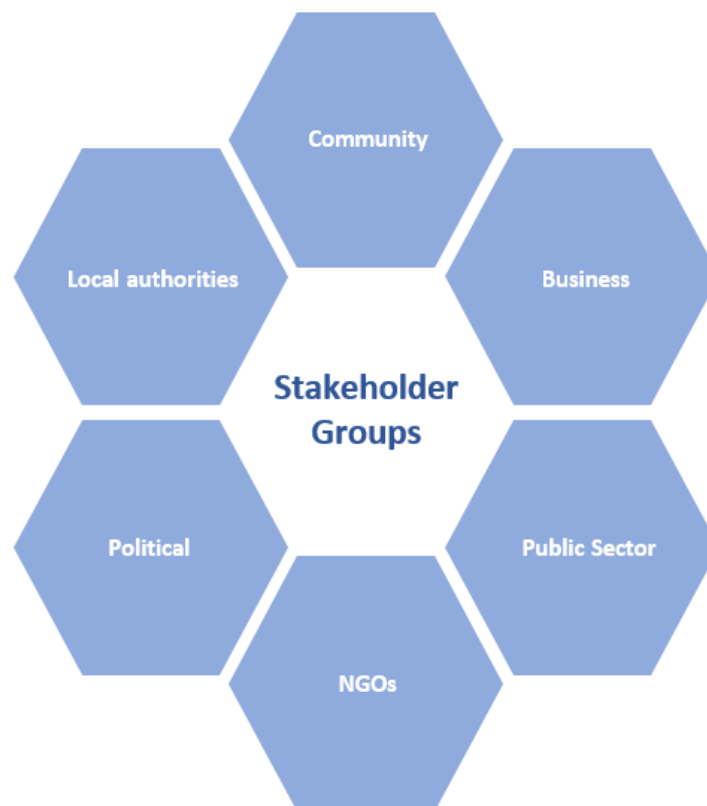 Community
Local authorities
Business
Stakeholder
Groups
Political
Public Sector
NGOs